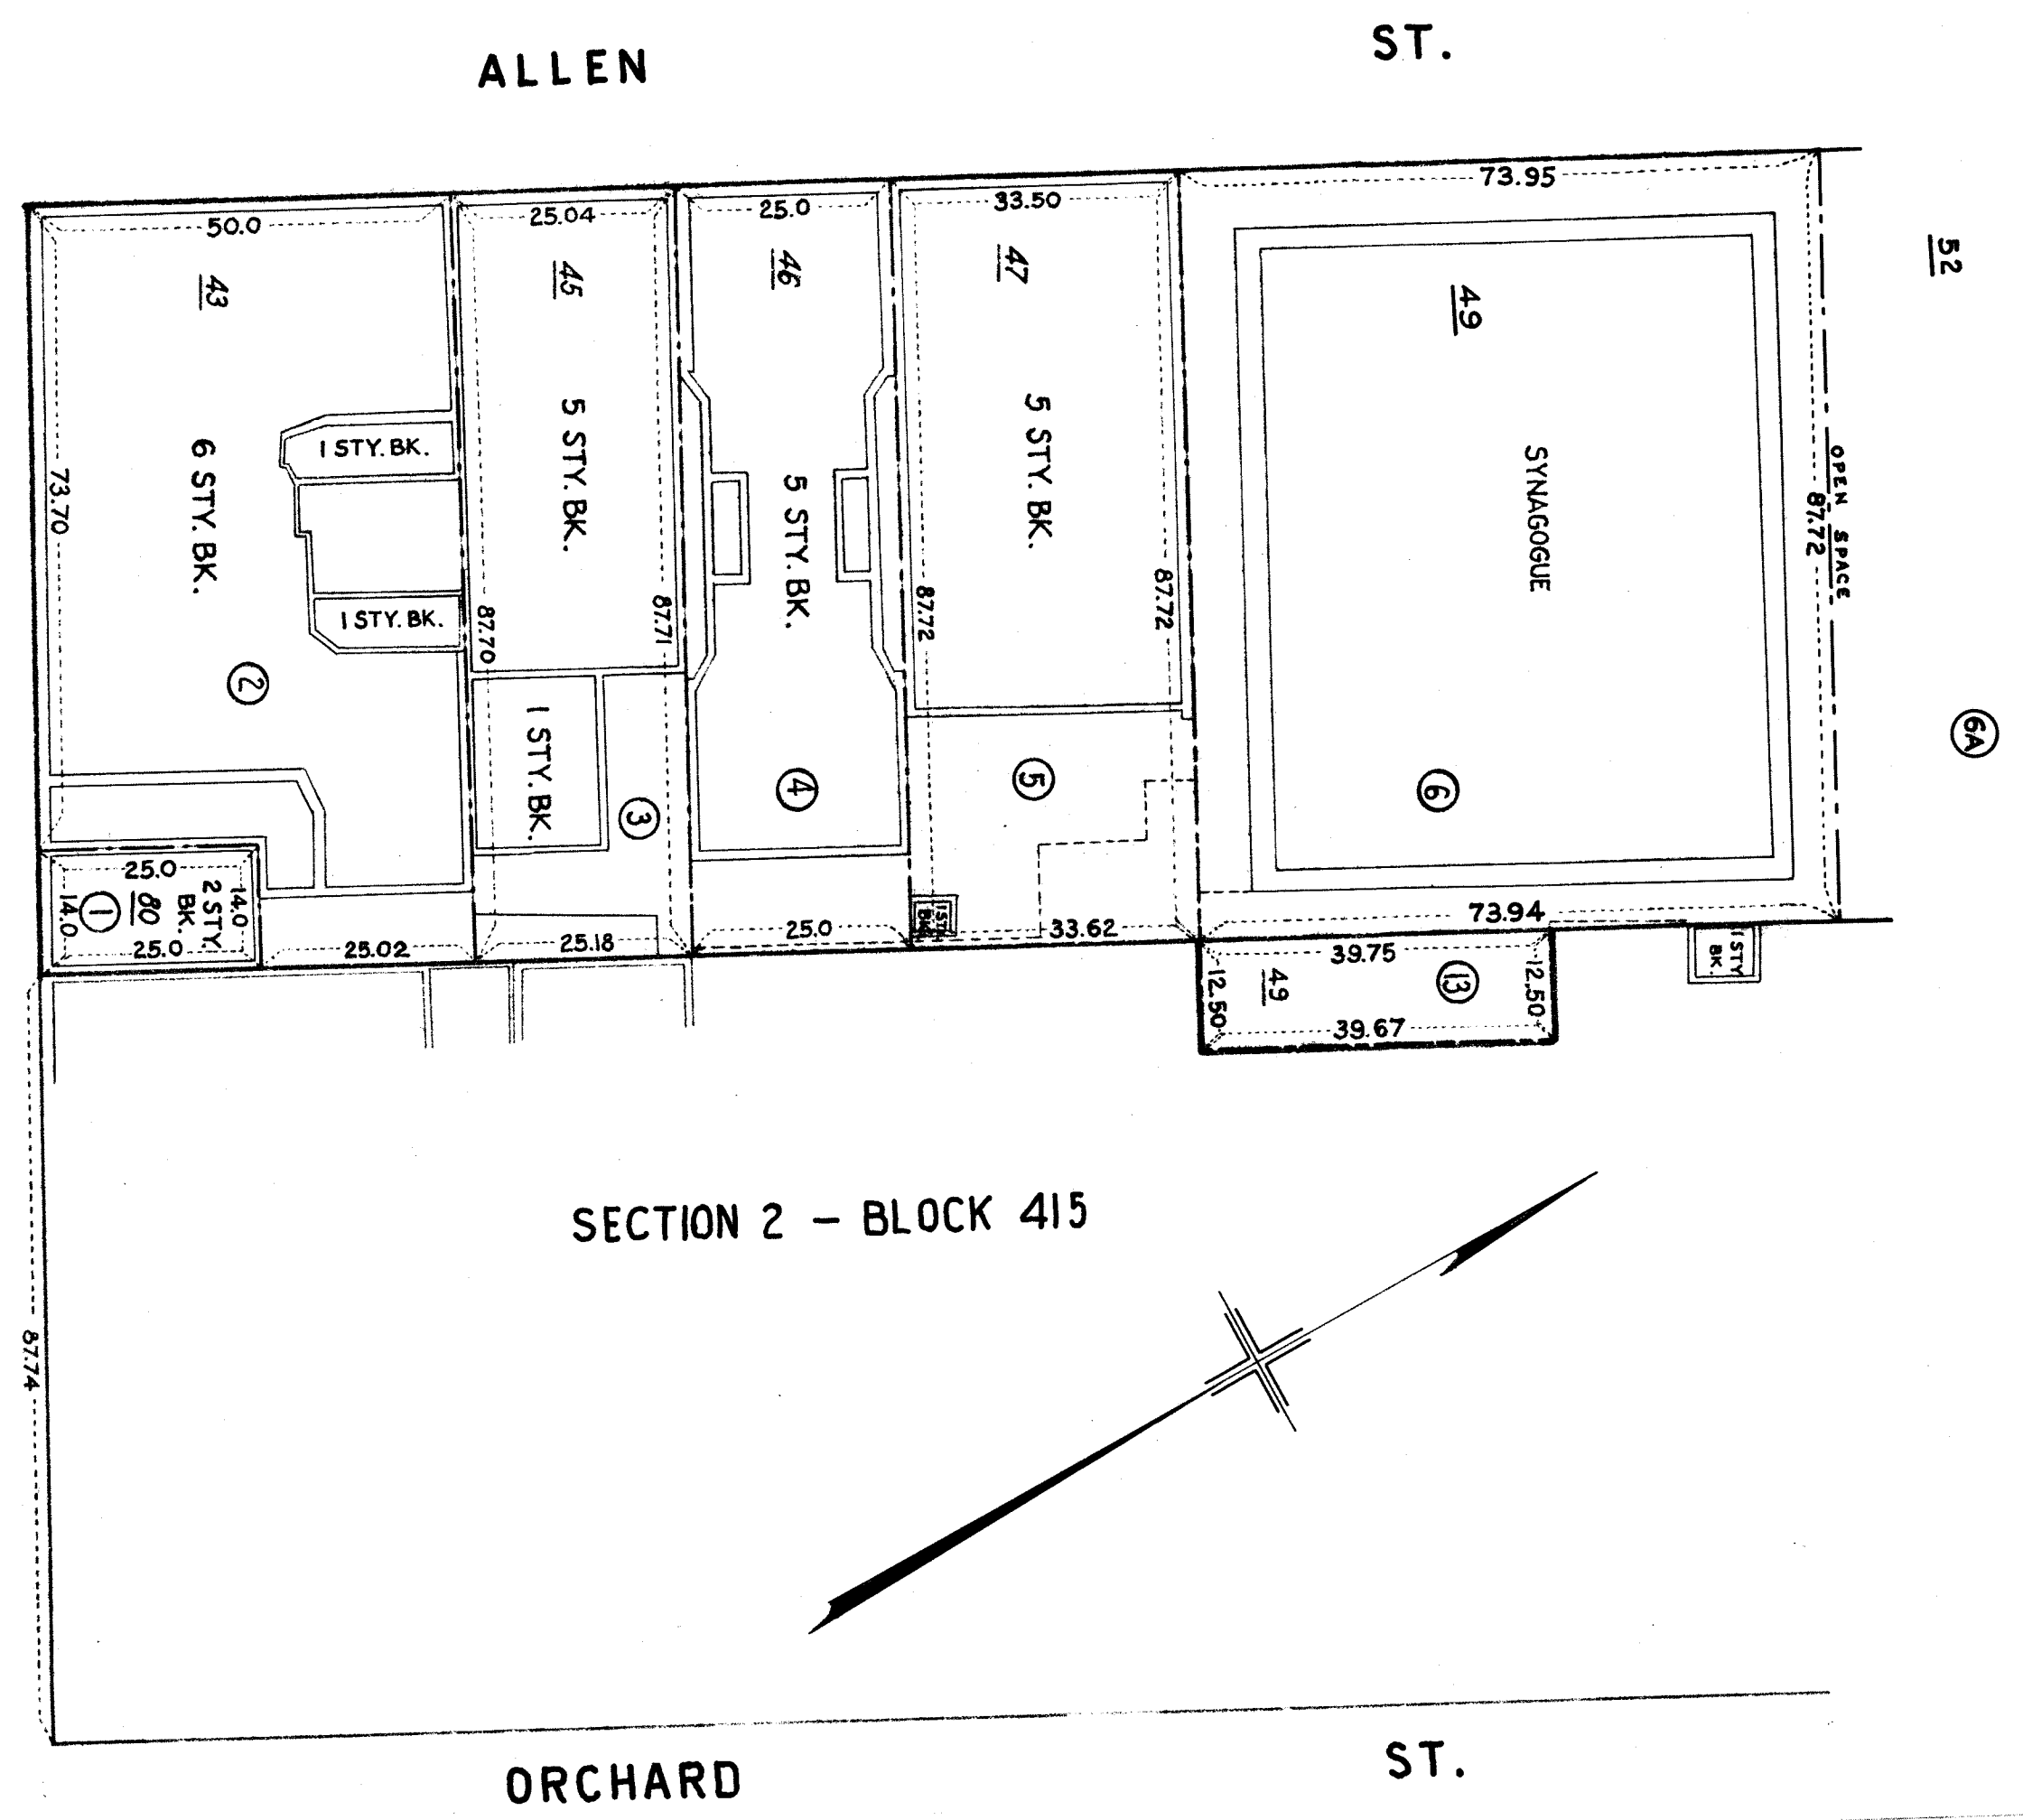 ALLEN ST.
50.0
25.04
25.0
33.50
73.95
43
45
46
47
49
52
6 STY. BK.
1 STY. BK.
1 STY. BK.
5 STY. BK.
5 STY. BK.
5 STY. BK.
SYNAGOGUE
OPEN SPACE
73.70
87.70
87.71
87.72
87.72
87.72
2
1 STY. BK.
3
4
5
6
6A
25.0
14.0
1
80
2 STY.
BK.
14.0
25.0
25.02
25.18
25.0
1 STY
BK.
33.62
73.94
39.75
12.50
49
13
12.50
39.67
1 STY
BK.
SECTION 2 - BLOCK 415
87.74
ORCHARD ST.